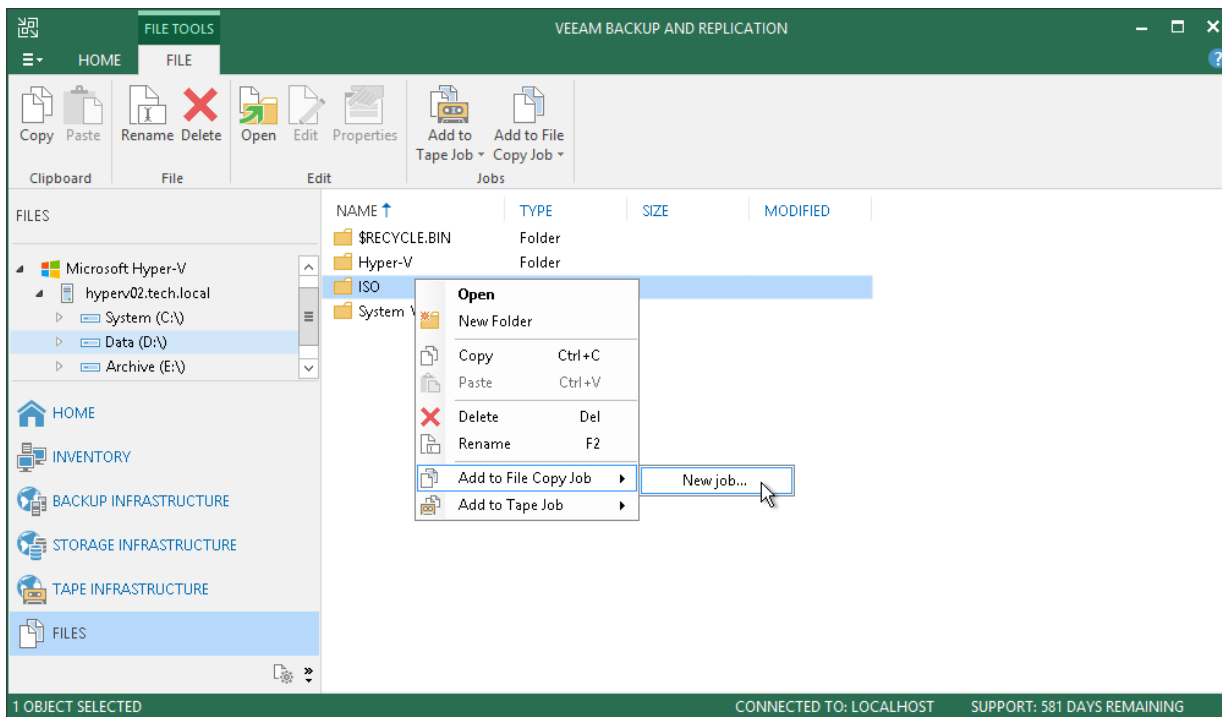 FILE TOOLS
VEEAM BACKUP AND REPLICATION
HOME FILE
Copy Paste Rename Delete Open Edit Properties Add to Tape Job Add to File Copy Job
Clipboard File Edit Jobs
FILES
Microsoft Hyper-V
hyperv02.tech.local
System (C:\)
Data (D:\)
Archive (E:\)
HOME
INVENTORY
BACKUP INFRASTRUCTURE
STORAGE INFRASTRUCTURE
TAPE INFRASTRUCTURE
FILES
NAME TYPE SIZE MODIFIED
$RECYCLE.BIN Folder
Hyper-V Folder
ISO
System
Open
New Folder
Copy Ctrl+C
Paste Ctrl+V
Delete Del
Rename F2
Add to File Copy Job
New job...
Add to Tape Job
1 OBJECT SELECTED CONNECTED TO: LOCALHOST SUPPORT: 581 DAYS REMAINING